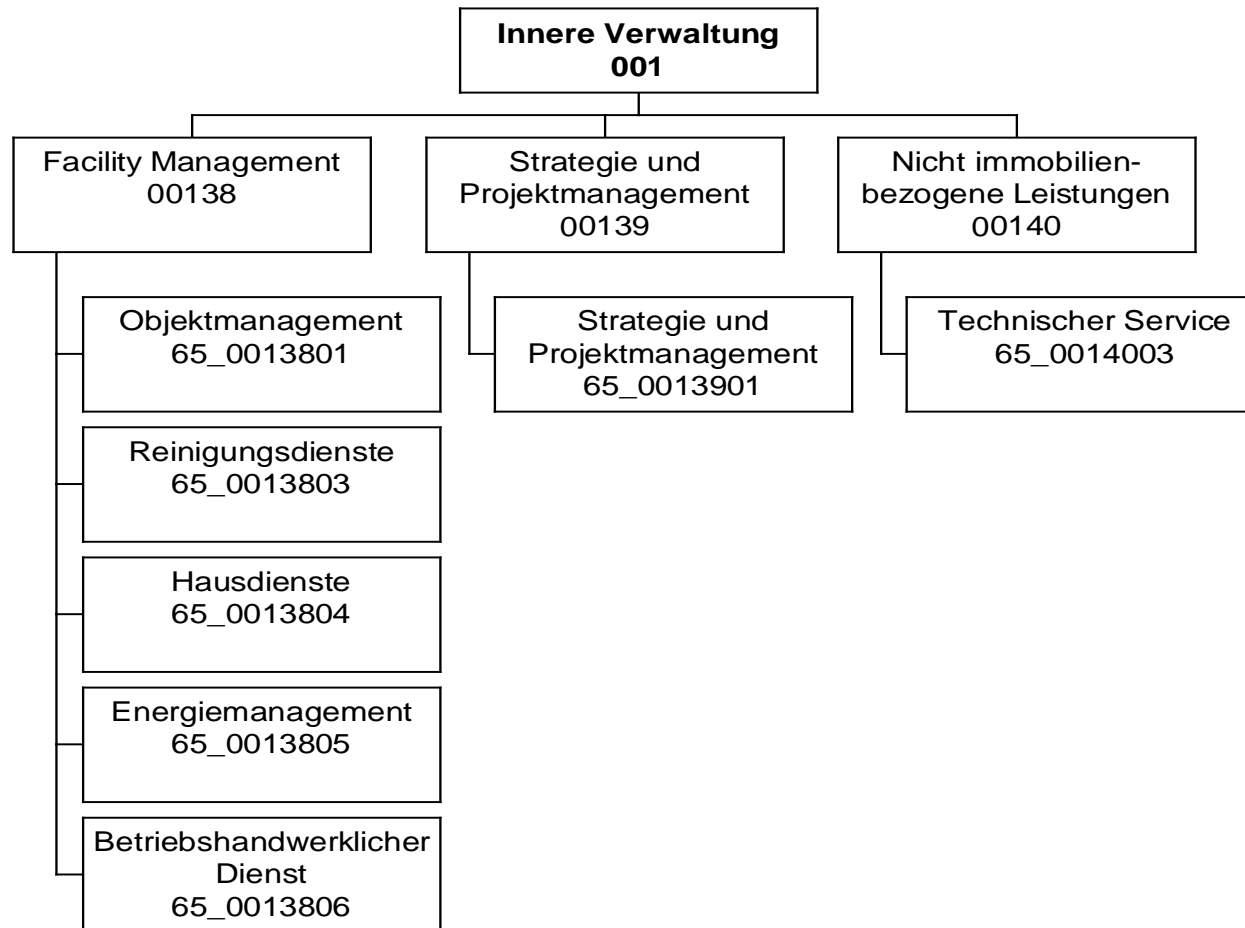 Innere Verwaltung
001
Facility Management
00138
Strategie und
Projektmanagement
00139
Nicht immobilien-
bezogene Leistungen
00140
Objektmanagement
65_0013801
Reinigungsdienste
65_0013803
Hausdienste
65_0013804
Energiemanagement
65_0013805
Betriebshandwerklicher
Dienst
65_0013806
Strategie und
Projektmanagement
65_0013901
Technischer Service
65_0014003